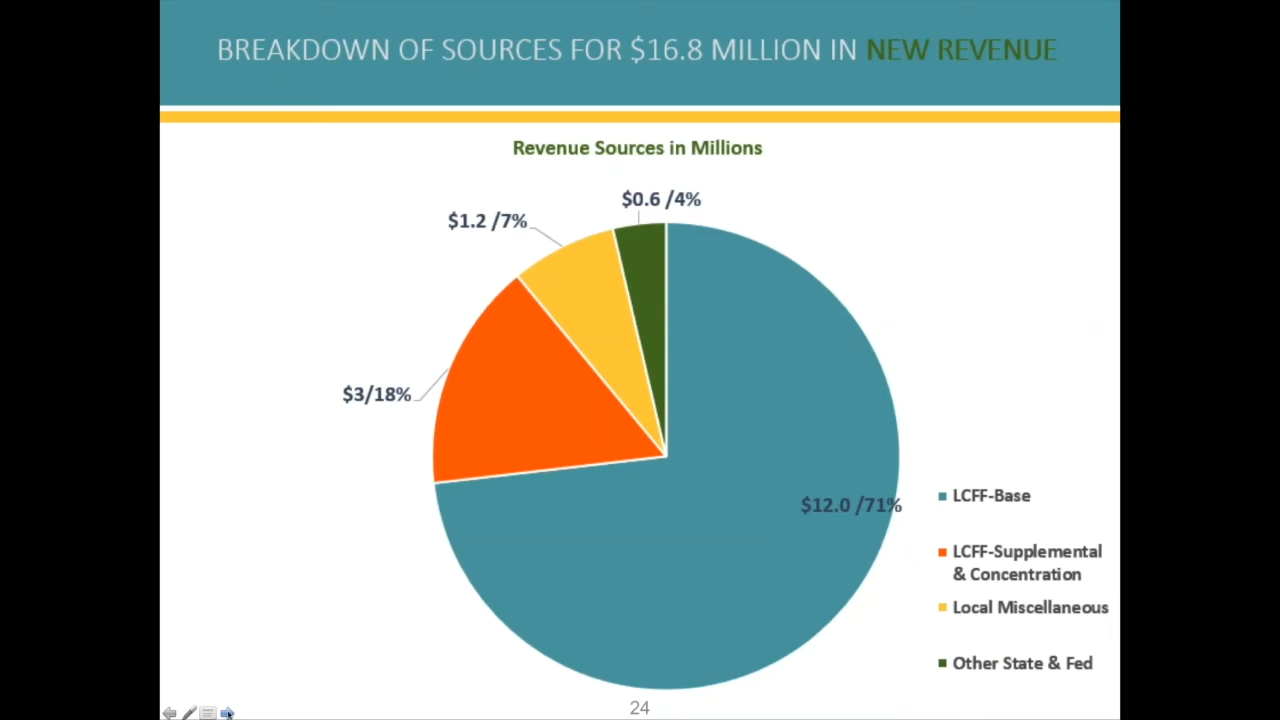 BREAKDOWN OF SOURCES FOR $16.8 MILLION IN NEW REVENUE
Revenue Sources in Millions
$0.6 /4%
$1.2 /7%
$3/18%
$12.0 /71%
LCFF-Base
LCFF-Supplemental
& Concentration
Local Miscellaneous
Other State & Fed
24